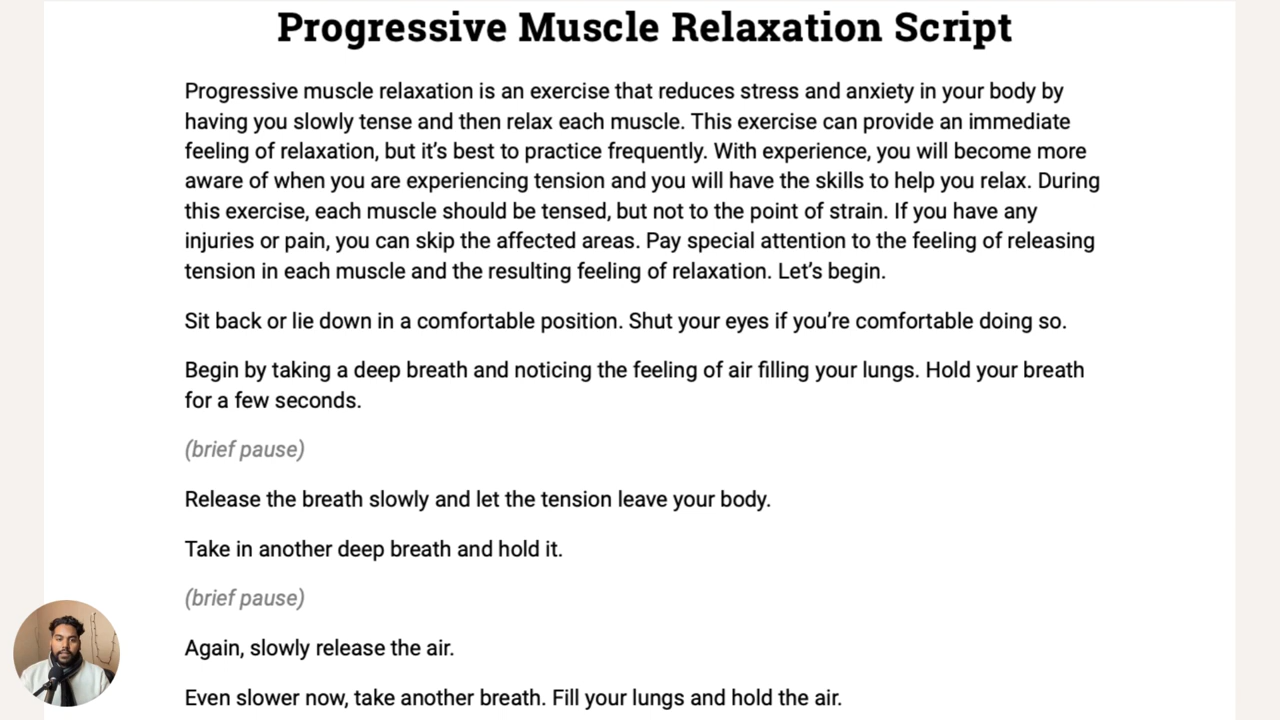 Progressive Muscle Relaxation Script
Progressive muscle relaxation is an exercise that reduces stress and anxiety in your body by
having you slowly tense and then relax each muscle. This exercise can provide an immediate
feeling of relaxation, but it’s best to practice frequently. With experience, you will become more
aware of when you are experiencing tension and you will have the skills to help you relax. During
this exercise, each muscle should be tensed, but not to the point of strain. If you have any
injuries or pain, you can skip the affected areas. Pay special attention to the feeling of releasing
tension in each muscle and the resulting feeling of relaxation. Let’s begin.
Sit back or lie down in a comfortable position. Shut your eyes if you’re comfortable doing so.
Begin by taking a deep breath and noticing the feeling of air filling your lungs. Hold your breath
for a few seconds.
(brief pause)
Release the breath slowly and let the tension leave your body.
Take in another deep breath and hold it.
(brief pause)
Again, slowly release the air.
Even slower now, take another breath. Fill your lungs and hold the air.